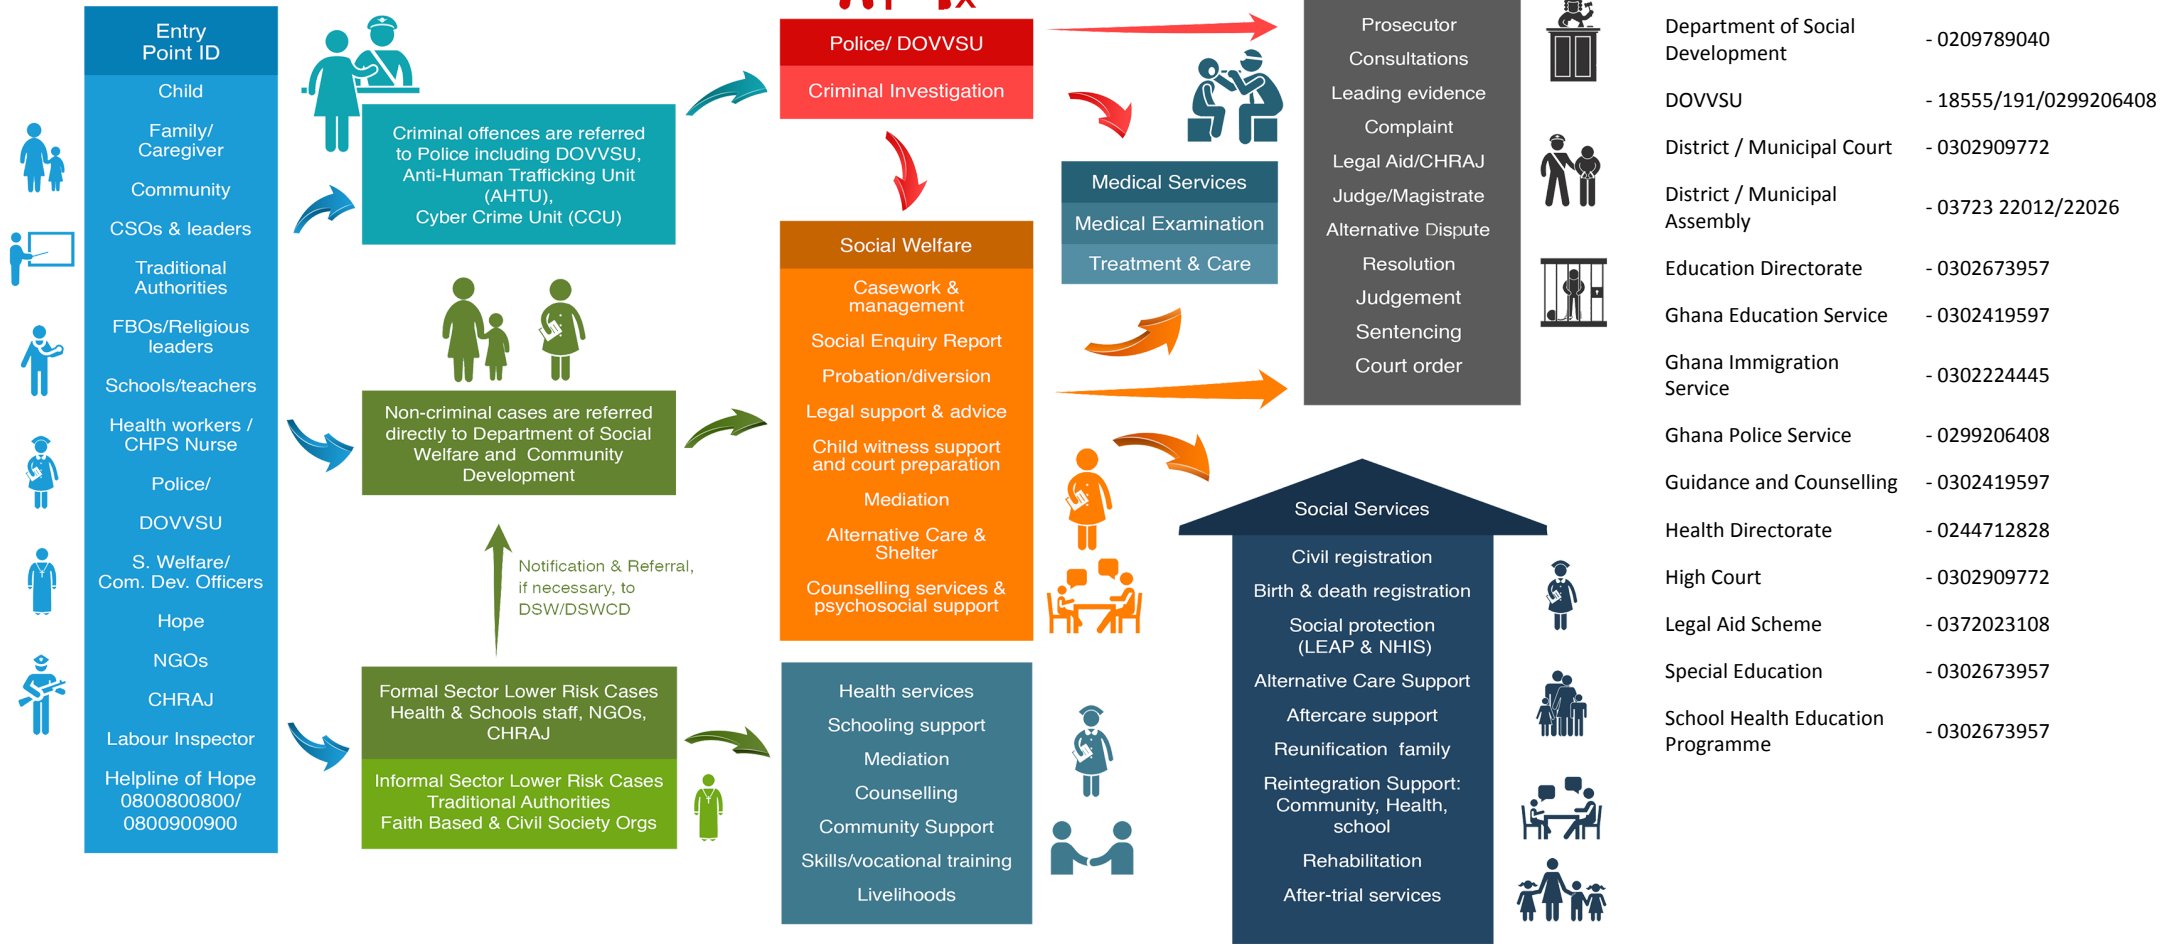 Entry
Point ID
Child
Family/
Caregiver
Community
CSOs & leaders
Traditional
Authorities
FBOs/Religious
leaders
Schools/teachers
Health workers /
CHPS Nurse
Police/
DOVVSU
S. Welfare/
Com. Dev. Officers
Hope
NGOs
CHRAJ
Labour Inspector
Helpline of Hope
0800800800/
0800900900
Criminal offences are referred
to Police including DOVVSU,
Anti-Human Trafficking Unit
(AHTU),
Cyber Crime Unit (CCU)
Non-criminal cases are referred
directly to Department of Social
Welfare and Community
Development
Notification & Referral,
if necessary, to
DSW/DSWCD
Formal Sector Lower Risk Cases
Health & Schools staff, NGOs,
CHRAJ
Informal Sector Lower Risk Cases
Traditional Authorities
Faith Based & Civil Society Orgs
Police/ DOVVSU
Criminal Investigation
Social Welfare
Casework &
management
Social Enquiry Report
Probation/diversion
Legal support & advice
Child witness support
and court preparation
Mediation
Alternative Care &
Shelter
Counselling services &
psychosocial support
Health services
Schooling support
Mediation
Counselling
Community Support
Skills/vocational training
Livelihoods
Medical Services
Medical Examination
Treatment & Care
Prosecutor
Consultations
Leading evidence
Complaint
Legal Aid/CHRAJ
Judge/Magistrate
Alternative Dispute
Resolution
Judgement
Sentencing
Court order
Social Services
Civil registration
Birth & death registration
Social protection
(LEAP & NHIS)
Alternative Care Support
Aftercare support
Reunification family
Reintegration Support:
Community, Health,
school
Rehabilitation
After-trial services
Department of Social
Development - 0209789040
DOVVSU - 18555/191/0299206408
District / Municipal Court - 0302909772
District / Municipal
Assembly - 03723 22012/22026
Education Directorate - 0302673957
Ghana Education Service - 0302419597
Ghana Immigration
Service - 0302224445
Ghana Police Service - 0299206408
Guidance and Counselling - 0302419597
Health Directorate - 0244712828
High Court - 0302909772
Legal Aid Scheme - 0372023108
Special Education - 0302673957
School Health Education
Programme - 0302673957